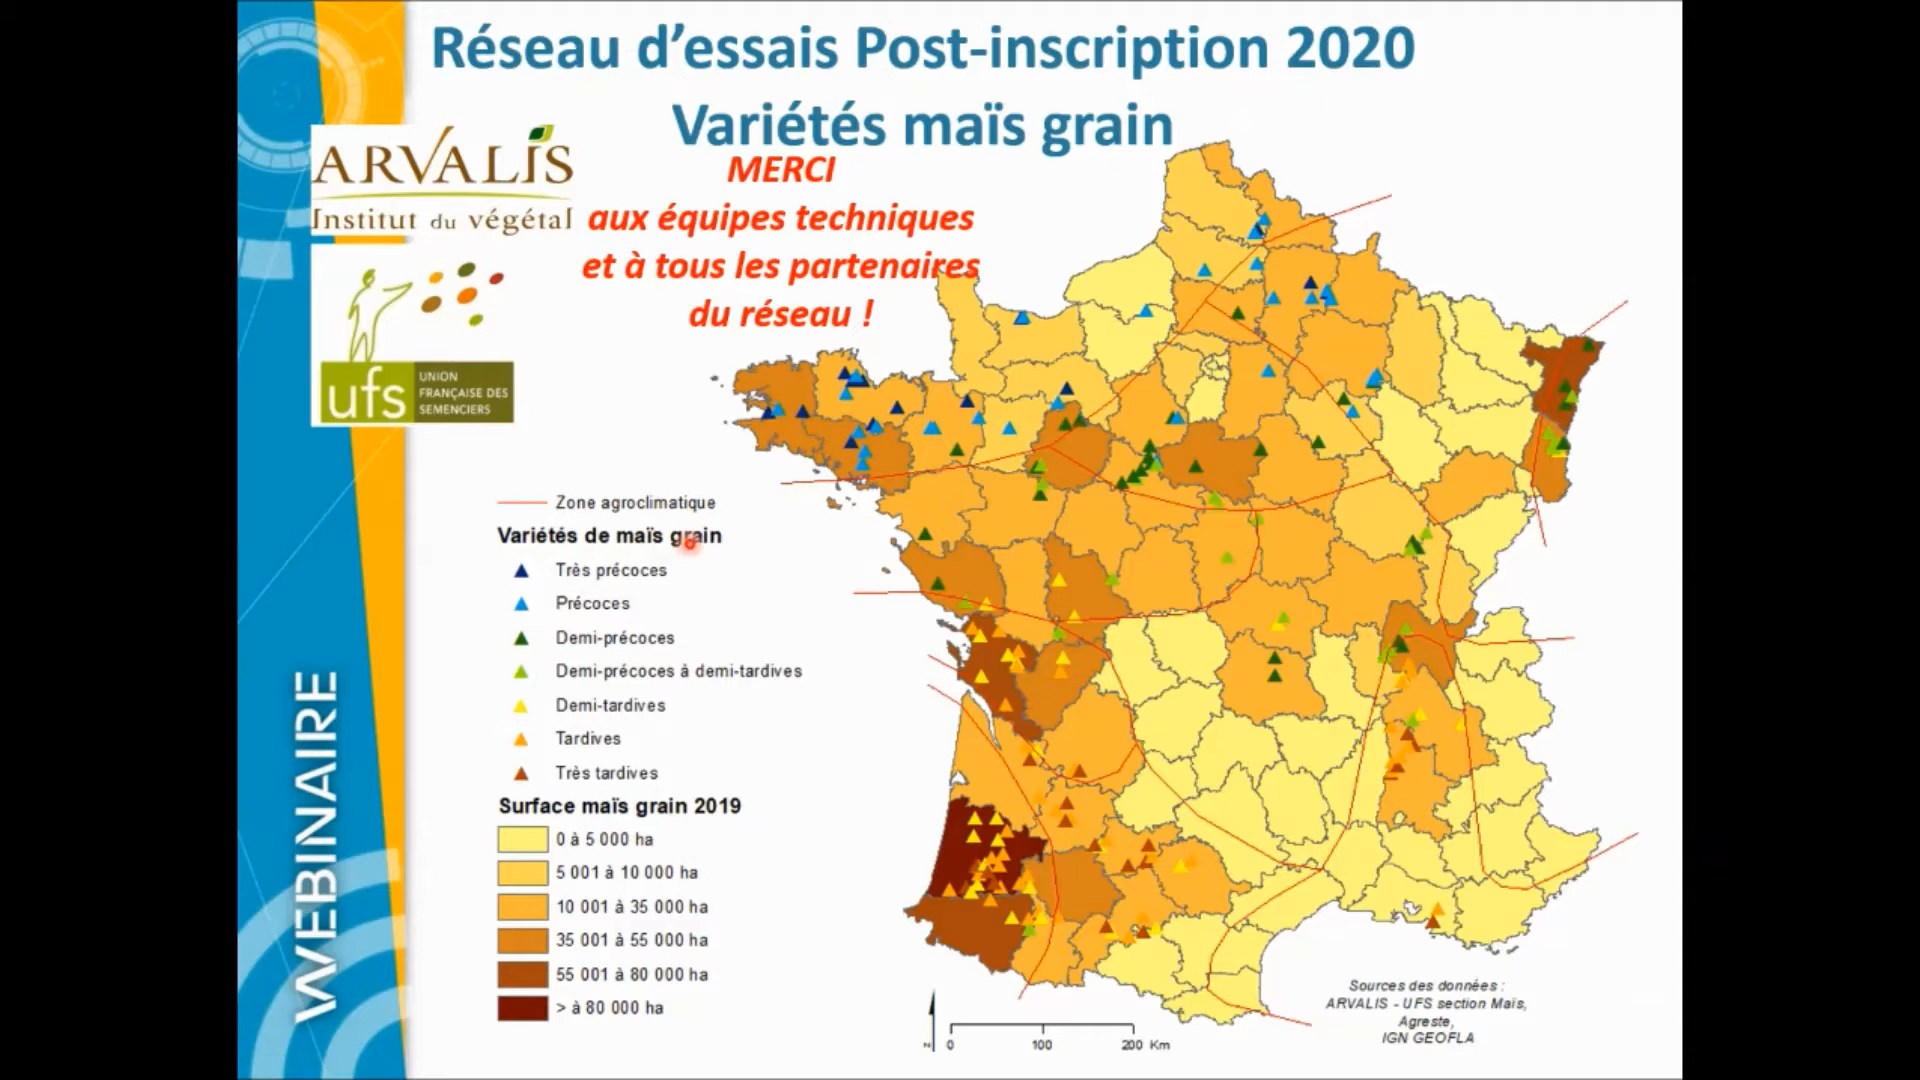 Réseau d'essais Post-inscription 2020
Variétés maïs grain
ARVALIS
Institut du végétal
MERCI
aux équipes techniques
et à tous les partenaires
du réseau !
ufs
UNION
FRANÇAISE DES
SEMENCIERS
WEBINAIRE
Zone agroclimatique
Variétés de maïs grain
Très précoces
Précoces
Demi-précoces
Demi-précoces à demi-tardives
Demi-tardives
Tardives
Très tardives
Surface maïs grain 2019
0 à 5 000 ha
5 001 à 10 000 ha
10 001 à 35 000 ha
35 001 à 55 000 ha
55 001 à 80 000 ha
> à 80 000 ha
N
0 100 200 Km
Sources des données :
ARVALIS - UFS section Maïs,
Agreste,
IGN GEOFLA